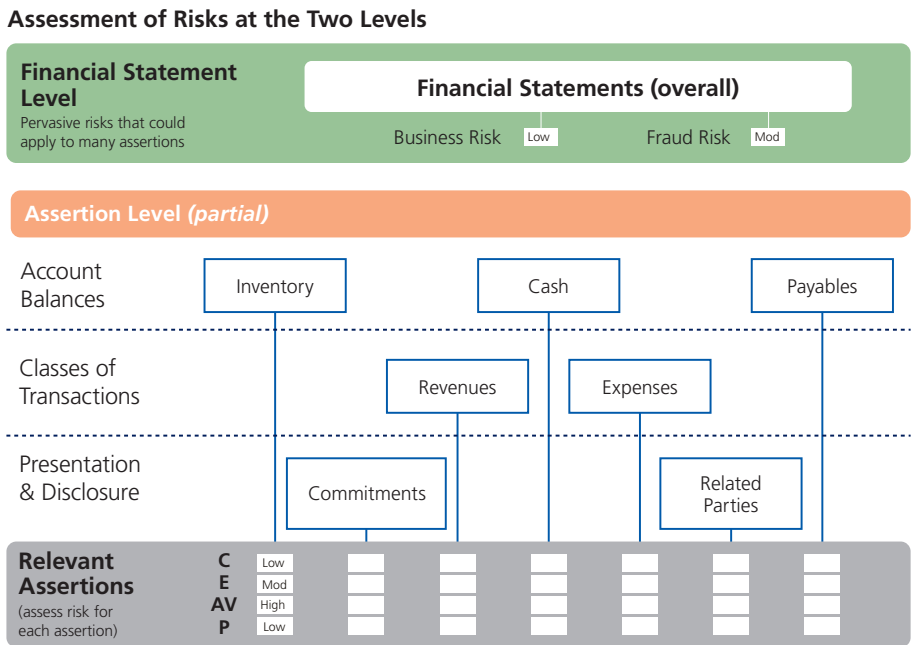 Assessment of Risks at the Two Levels
Financial Statement
Level
Pervasive risks that could
apply to many assertions
Financial Statements (overall)
Business Risk Low Fraud Risk Mod
Assertion Level (partial)
Account
Balances
Inventory Cash Payables
Classes of
Transactions
Revenues Expenses
Presentation
& Disclosure
Commitments
Related
Parties
Relevant
Assertions
(assess risk for
each assertion)
C Low
E Mod
AV High
P Low